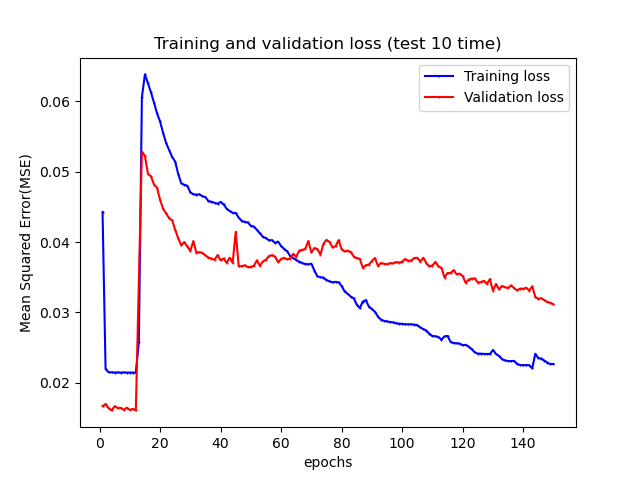 Training and validation loss (test 10 time)
Training loss
Validation loss
Mean Squared Error(MSE)
0.06
0.05
0.04
0.03
0.02
0 20 40 60 80 100 120 140
epochs